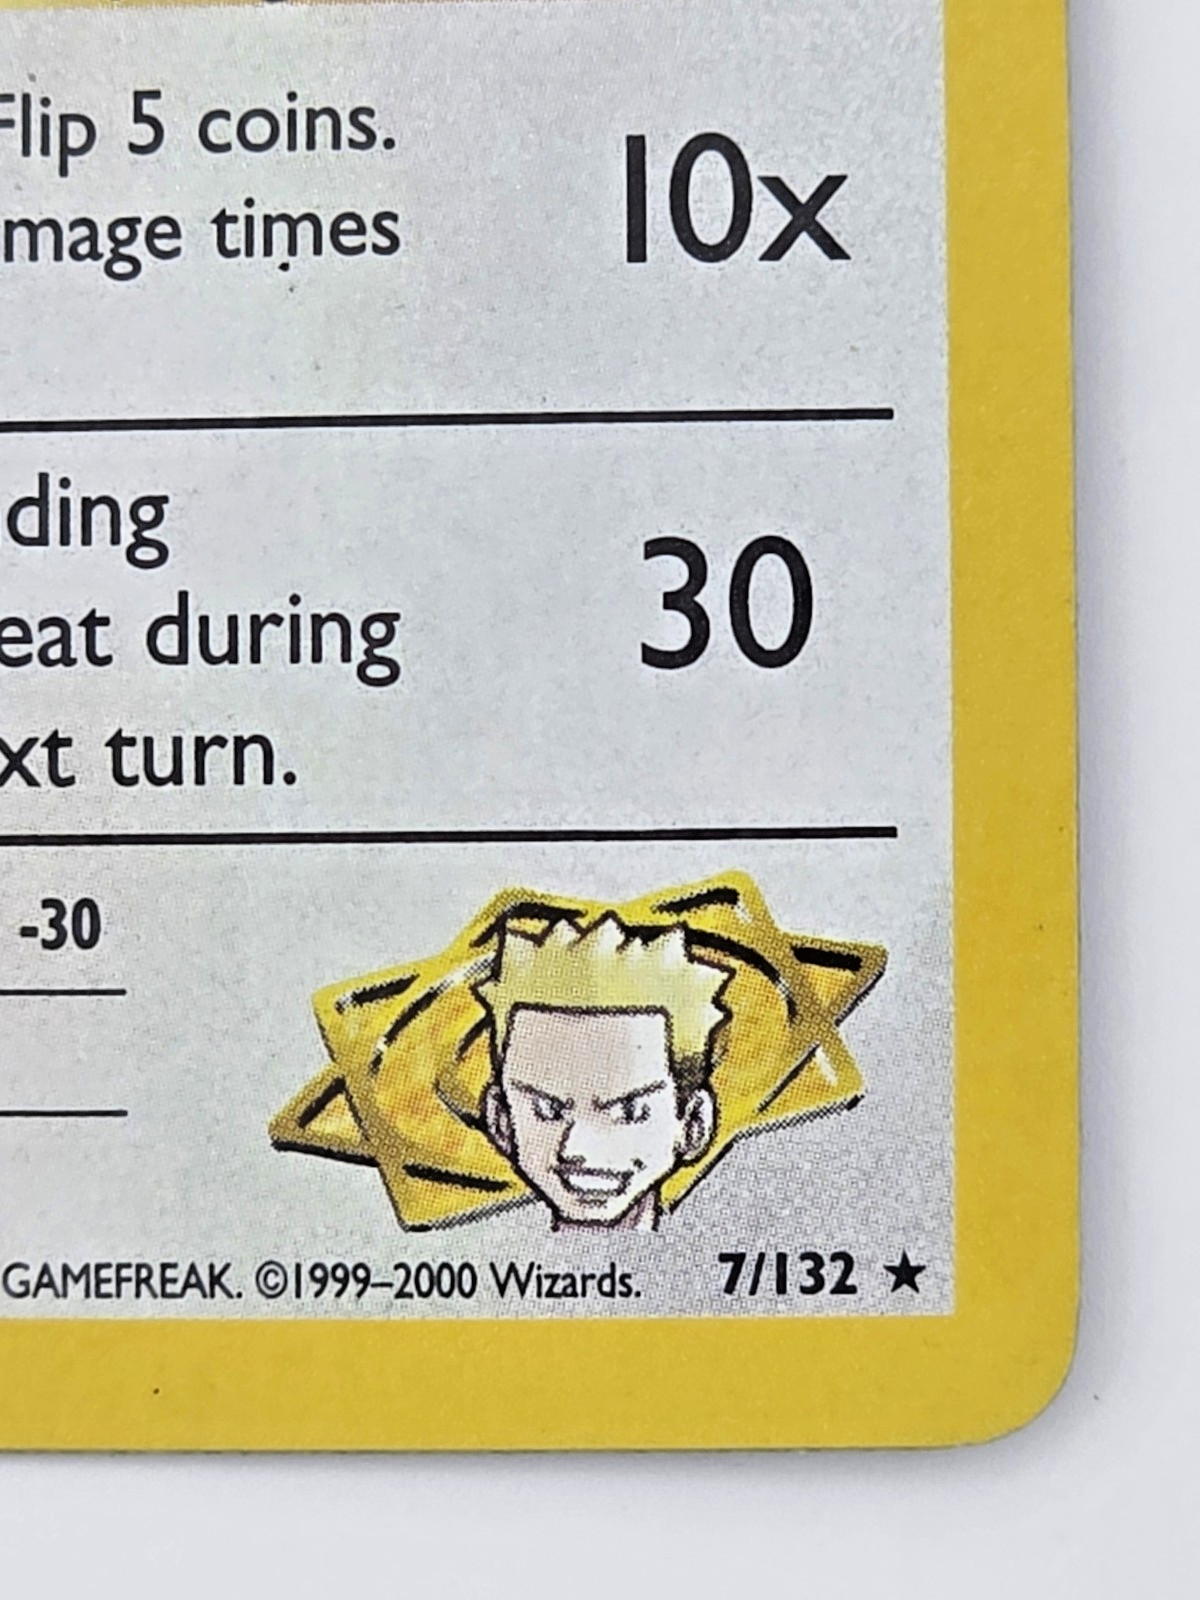 Flip 5 coins.
mage times
10x
ding
eat during
xt turn.
30
-30
GAMEFREAK. ©1999–2000 Wizards. 7/132 ★